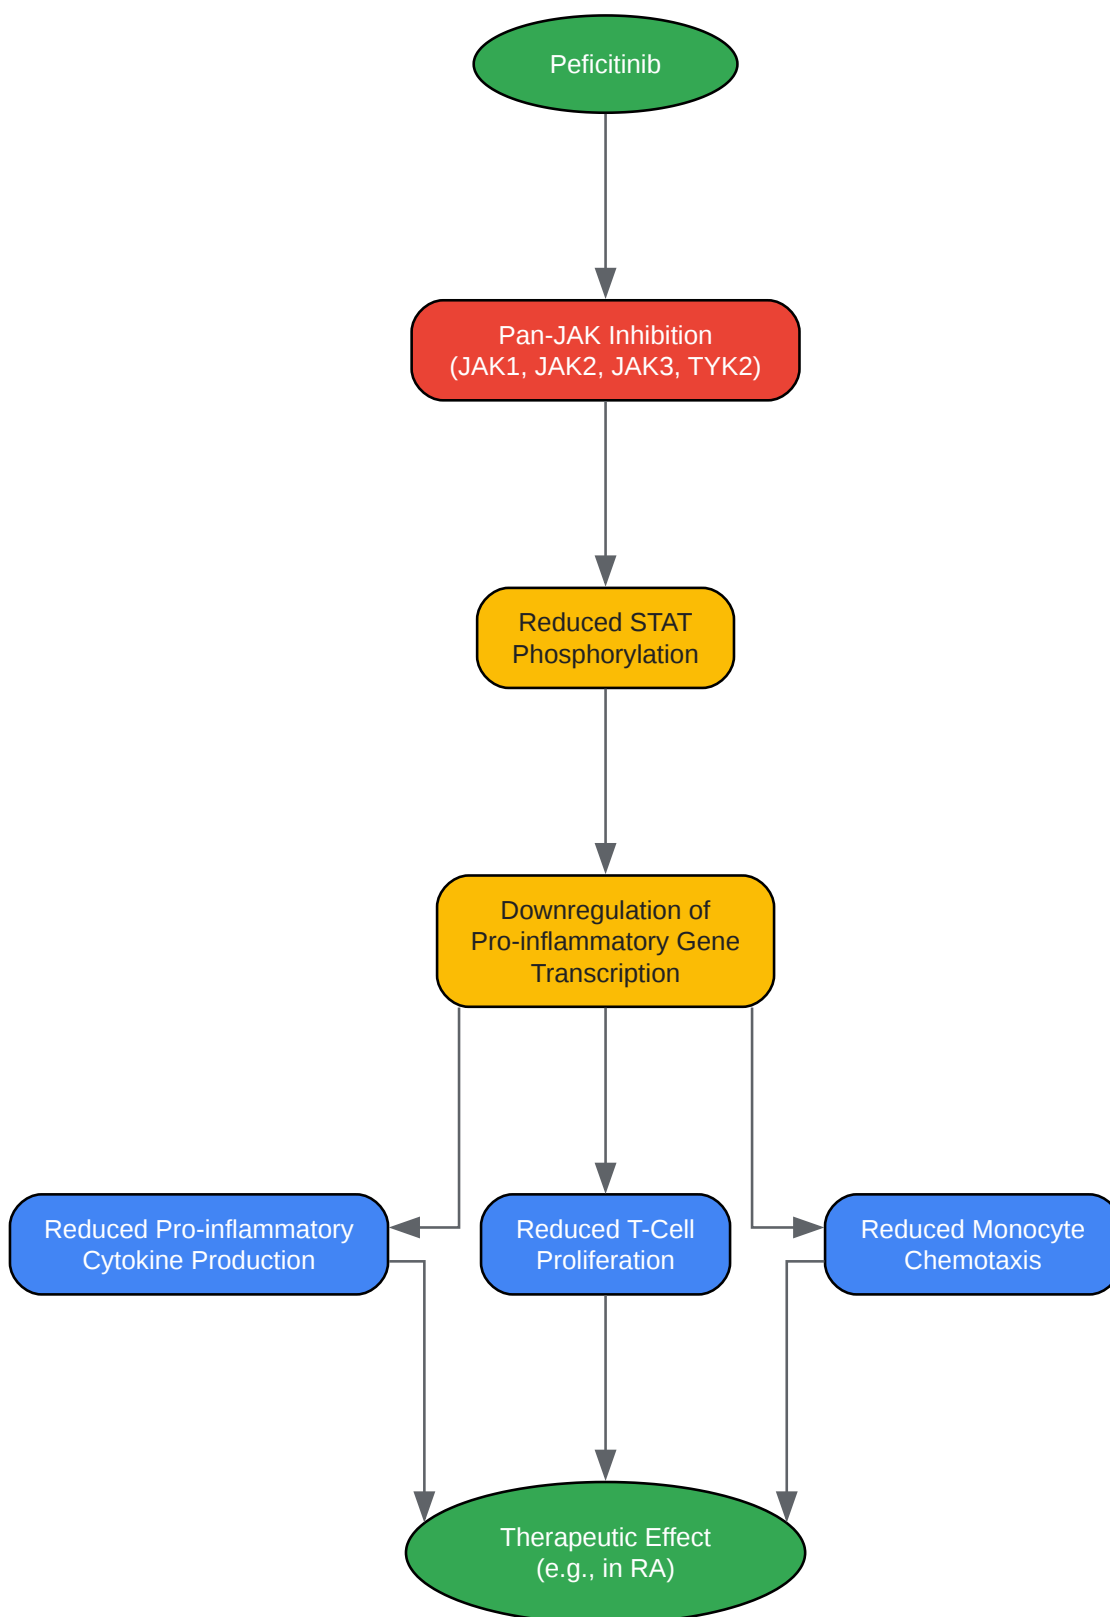 Peficitinib
Pan-JAK Inhibition
(JAK1, JAK2, JAK3, TYK2)
Reduced STAT
Phosphorylation
Downregulation of
Pro-inflammatory Gene
Transcription
Reduced Pro-inflammatory
Cytokine Production
Reduced T-Cell
Proliferation
Reduced Monocyte
Chemotaxis
Therapeutic Effect
(e.g., in RA)